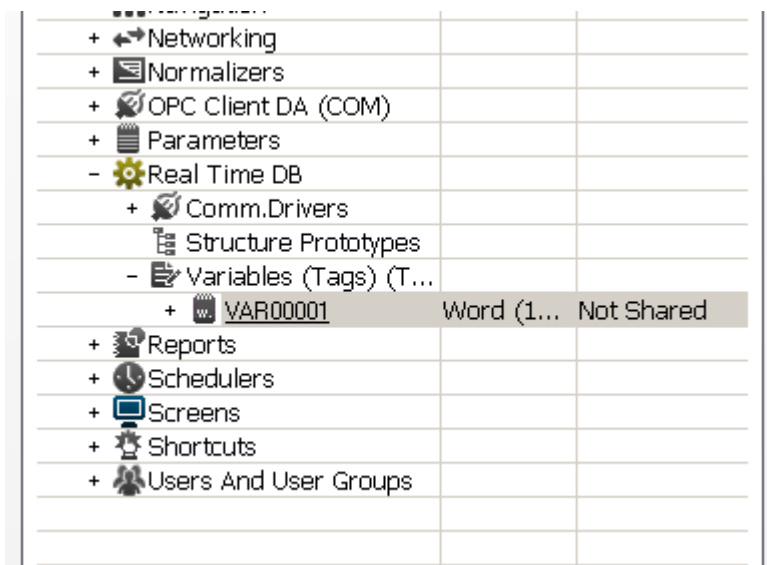 + Networking
+ Normalizers
+ OPC Client DA (COM)
+ Parameters
- Real Time DB
+ Comm.Drivers
Structure Prototypes
- Variables (Tags) (T...
+ VAR00001 Word (1... Not Shared
+ Reports
+ Schedulers
+ Screens
+ Shortcuts
+ Users And User Groups